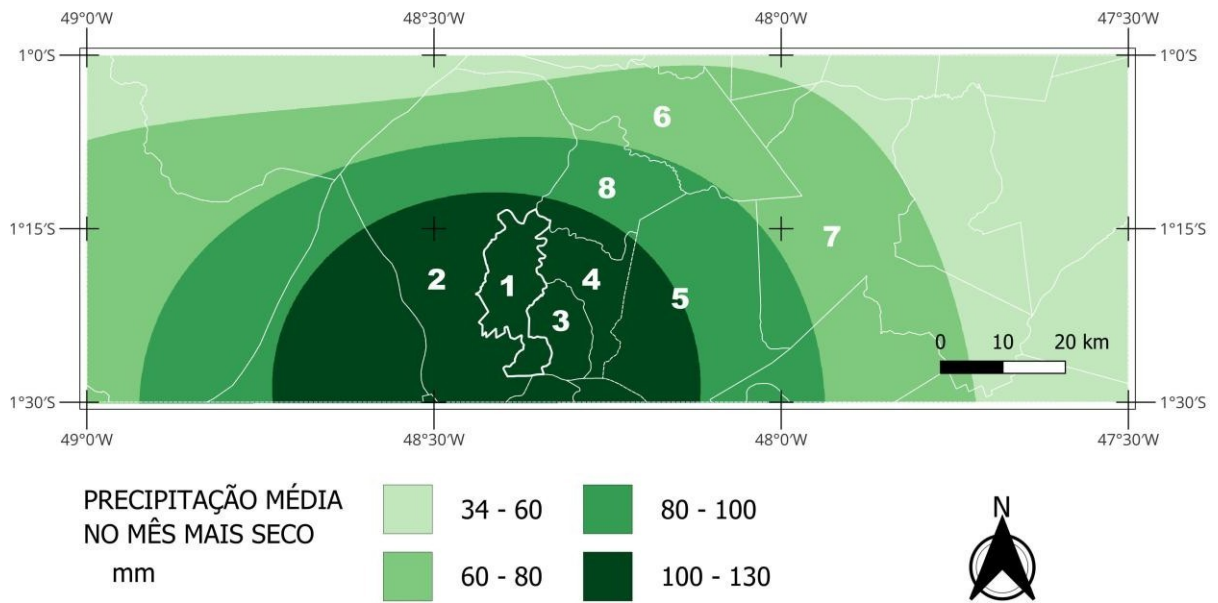 49°0′W 48°30′W 48°0′W 47°30′W
1°0′S 1°0′S
6
8
1°15′S 7 1°15′S
2 1 4
5
3
0 10 20 km
1°30′S 1°30′S
49°0′W 48°30′W 48°0′W 47°30′W
PRECIPITAÇÃO MÉDIA
NO MÊS MAIS SECO
mm
34 - 60
60 - 80
80 - 100
100 - 130
N